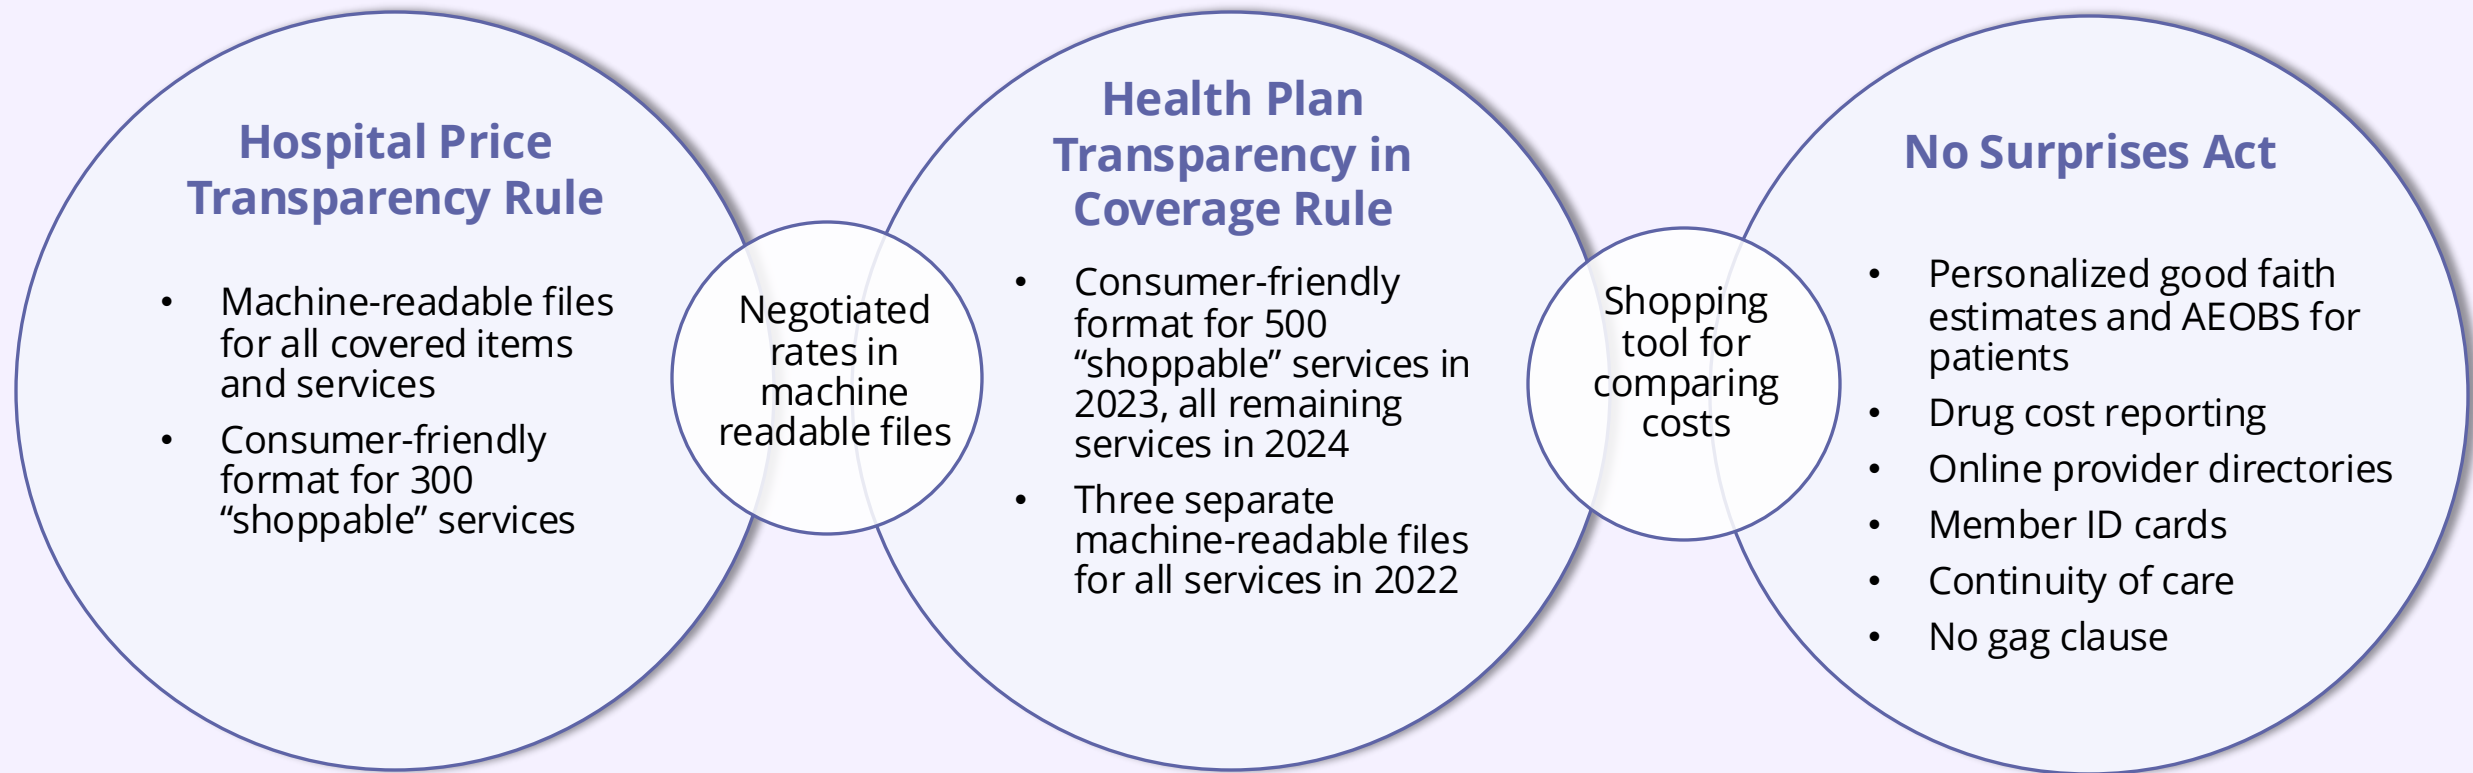 Hospital Price
Transparency Rule
• Machine-readable files
for all covered items
and services
• Consumer-friendly
format for 300
“shoppable” services
Negotiated
rates in
machine
readable files
Health Plan
Transparency in
Coverage Rule
• Consumer-friendly
format for 500
“shoppable” services in
2023, all remaining
services in 2024
• Three separate
machine-readable files
for all services in 2022
Shopping
tool for
comparing
costs
No Surprises Act
• Personalized good faith
estimates and AEOBS for
patients
• Drug cost reporting
• Online provider directories
• Member ID cards
• Continuity of care
• No gag clause